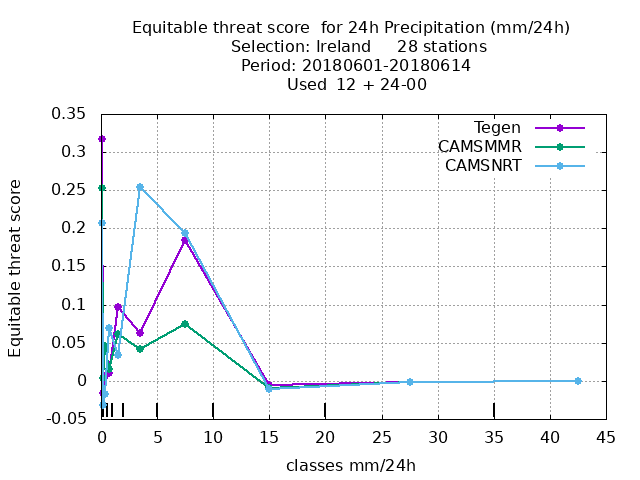 Equitable threat score  for 24h Precipitation (mm/24h)
Selection: Ireland     28 stations
Period: 20180601-20180614
Used  12 + 24-00
Equitable threat score
0.35
0.3
0.25
0.2
0.15
0.1
0.05
0
-0.05
Tegen
CAMSMMR
CAMSNRT
0 5 10 15 20 25 30 35 40 45
classes mm/24h